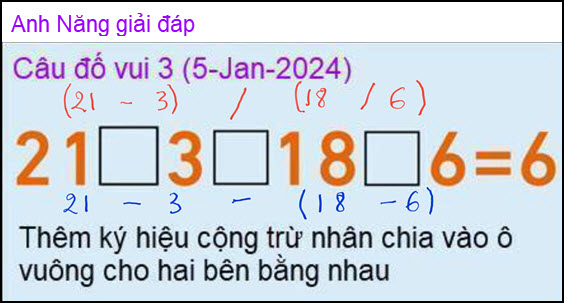 Anh Năng giải đáp
Câu đố vui 3 (5-Jan-2024)
(21 - 3) / (18 / 6)
21□3□18□6=6
21 - 3 - (18 - 6)
Thêm ký hiệu cộng trừ nhân chia vào ô
vuông cho hai bên bằng nhau